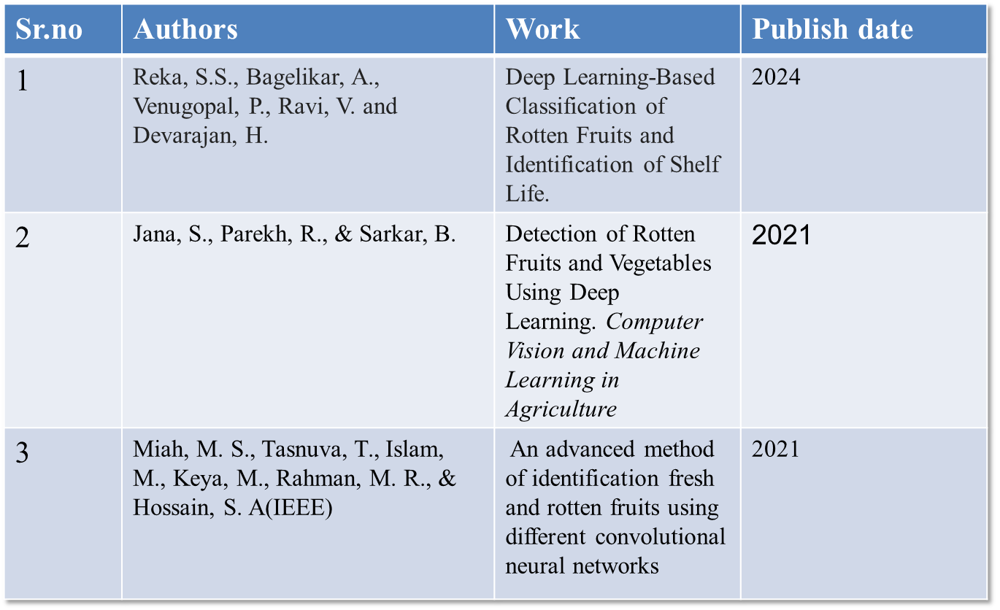 Sr.no Authors Work Publish date
1 Reka, S.S., Bagelikar, A., Venugopal, P., Ravi, V. and Devarajan, H. Deep Learning-Based Classification of Rotten Fruits and Identification of Shelf Life. 2024
2 Jana, S., Parekh, R., & Sarkar, B. Detection of Rotten Fruits and Vegetables Using Deep Learning. Computer Vision and Machine Learning in Agriculture 2021
3 Miah, M. S., Tasnuva, T., Islam, M., Keya, M., Rahman, M. R., & Hossain, S. A(IEEE) An advanced method of identification fresh and rotten fruits using different convolutional neural networks 2021